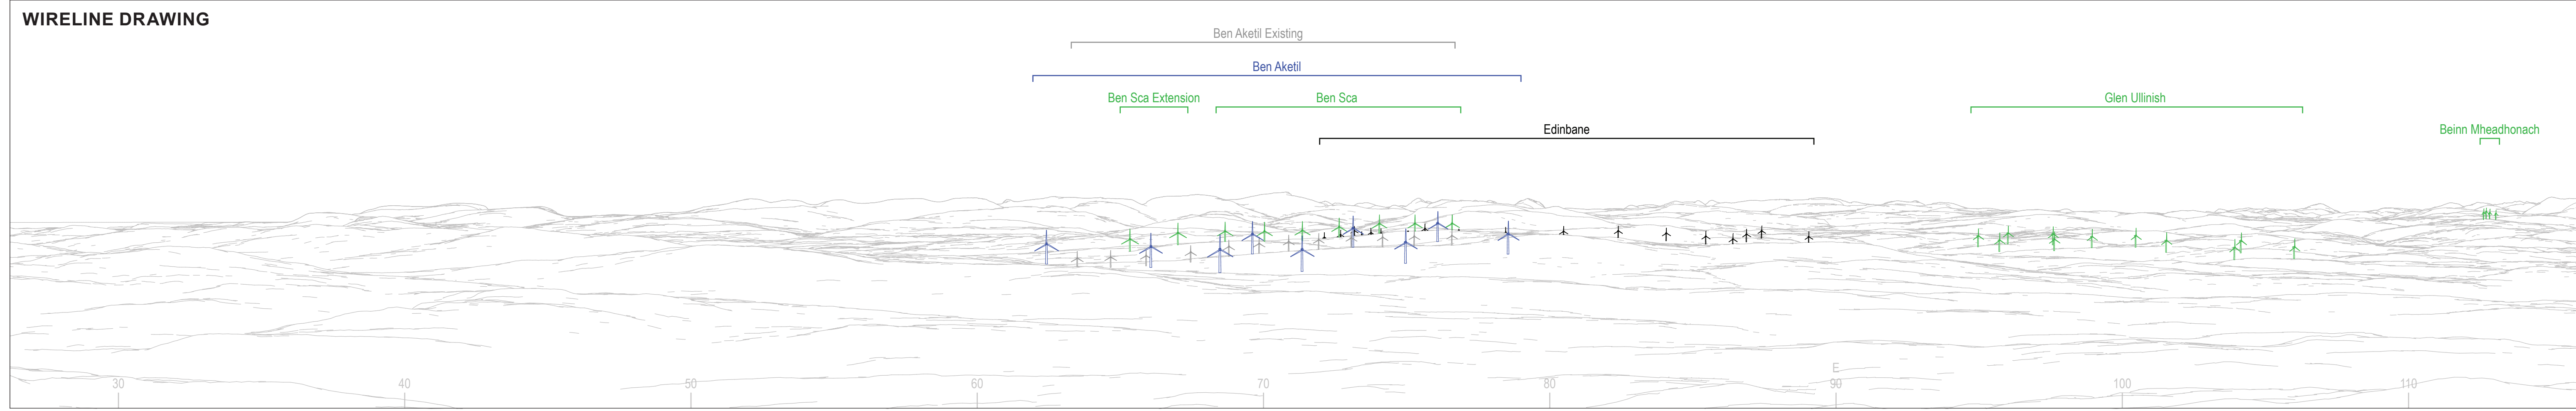 WIRELINE DRAWING
Ben Aketil Existing
Ben Aketil
Ben Sca Extension
Ben Sca
Glen Ullinish
Edinbane
Beinn Mheadhonach
E
30
40
50
60
70
80
90
100
110